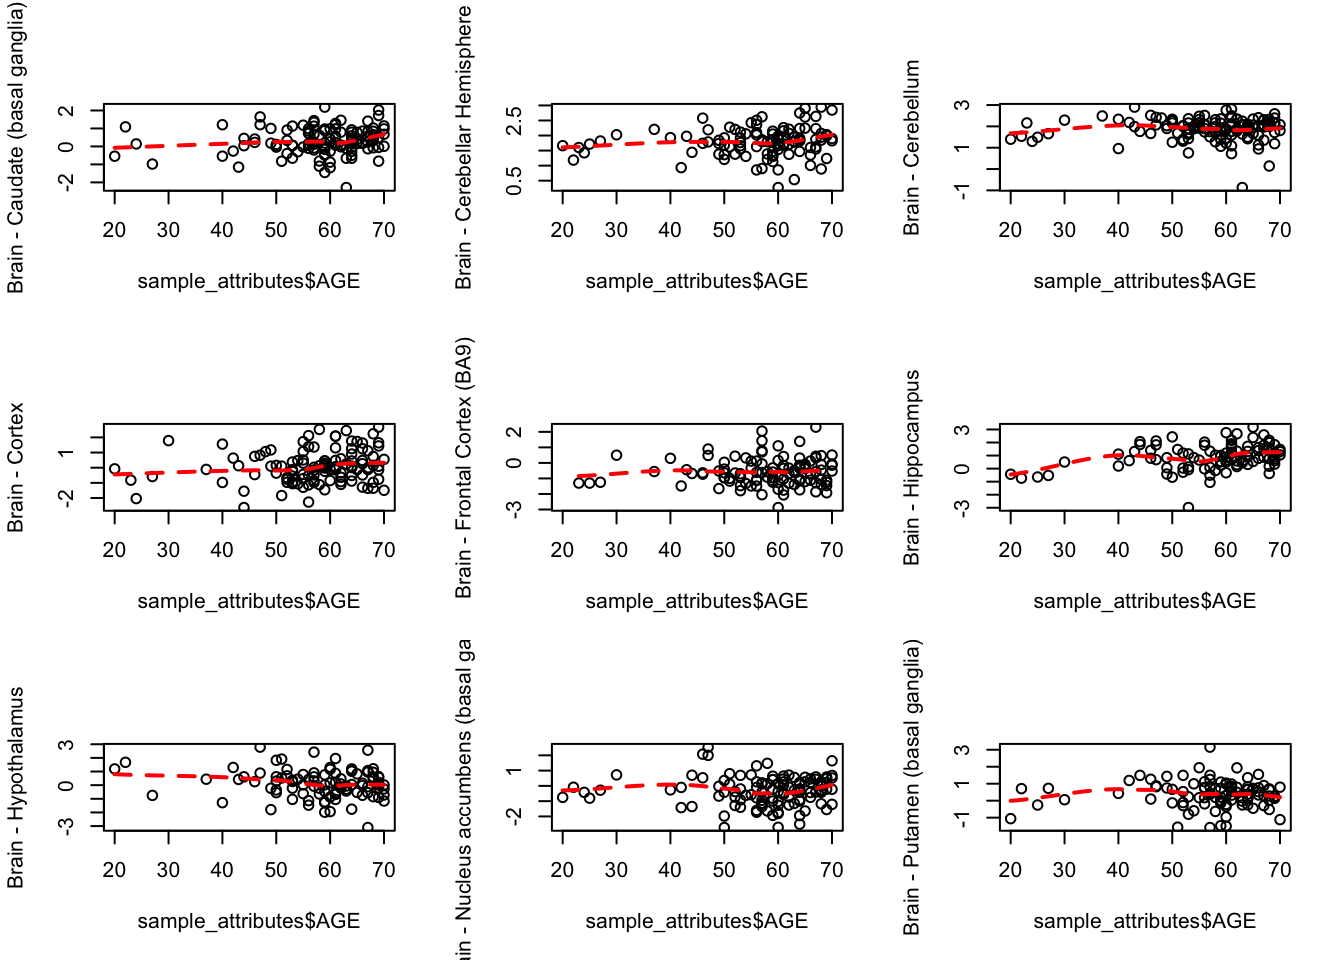 Brain - Caudate (basal ganglia)
2
0
-2
20 30 40 50 60 70
sample_attributes$AGE
Brain - Cerebellar Hemisphere
2.5
0.5
20 30 40 50 60 70
sample_attributes$AGE
Brain - Cerebellum
3
1
-1
20 30 40 50 60 70
sample_attributes$AGE
Brain - Cortex
1
-2
20 30 40 50 60 70
sample_attributes$AGE
Brain - Frontal Cortex (BA9)
2
0
-3
20 30 40 50 60 70
sample_attributes$AGE
Brain - Hippocampus
3
0
-3
20 30 40 50 60 70
sample_attributes$AGE
Brain - Hypothalamus
3
0
-3
20 30 40 50 60 70
sample_attributes$AGE
ain - Nucleus accumbens (basal ga
1
-2
20 30 40 50 60 70
sample_attributes$AGE
Brain - Putamen (basal ganglia)
3
1
-1
20 30 40 50 60 70
sample_attributes$AGE